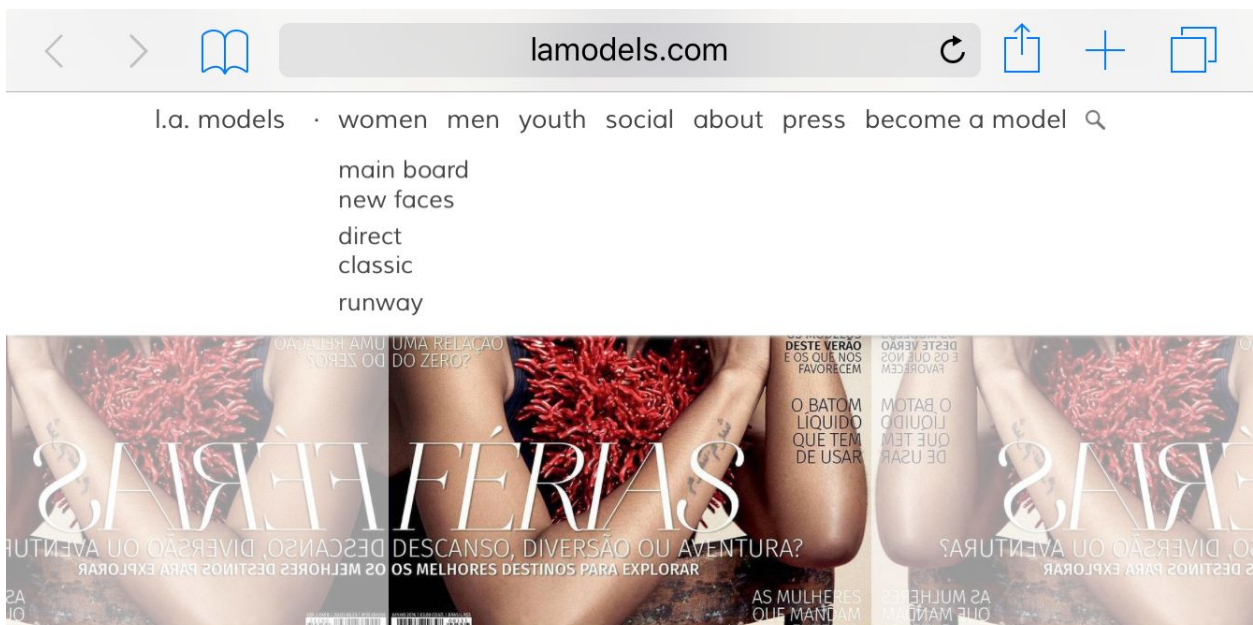 lamodels.com
l.a. models · women men youth social about press become a model
main board
new faces
direct
classic
runway
UMA RELAÇÃO
DO ZERO?
DESTE VERÃO
E OS QUE NOS
FAVORECEM
O BATOM
LÍQUIDO
QUE TEM
DE USAR
FÉRIAS
DESCANSO, DIVERSÃO OU AVENTURA?
OS MELHORES DESTINOS PARA EXPLORAR
AS MULHERES
QUE MANDAM